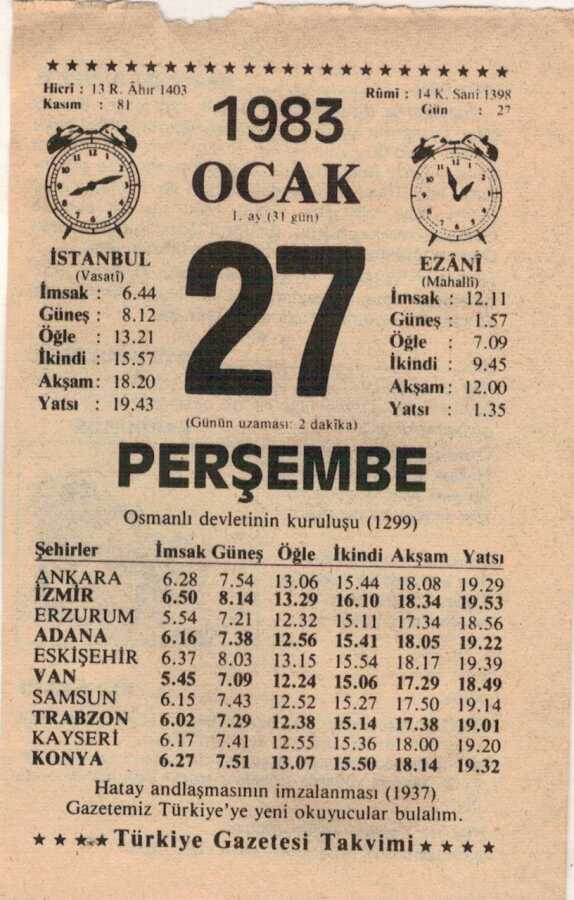 ★ ★ ★ ★ ★ ★ ★ ★ ★ ★ ★ ★ ★ ★ ★ ★ ★ ★ ★ ★ ★ ★ ★ ★
Hicrî : 13 R. Âhır 1403
Kasım : 81
Rûmî : 14 K. Sani 1398
Gün : 27
1983
OCAK
1. ay (31 gün)
27
(Günün uzaması: 2 dakîka)
İSTANBUL
(Vasatî)
İmsak : 6.44
Güneş : 8.12
Öğle : 13.21
İkindi : 15.57
Akşam : 18.20
Yatsı : 19.43
EZÂNÎ
(Mahallî)
İmsak : 12.11
Güneş : 1.57
Öğle : 7.09
İkindi : 9.45
Akşam : 12.00
Yatsı : 1.35
PERŞEMBE
Osmanlı devletinin kuruluşu (1299)
Şehirler İmsak Güneş Öğle İkindi Akşam Yatsı
ANKARA 6.28 7.54 13.06 15.44 18.08 19.29
İZMİR 6.50 8.14 13.29 16.10 18.34 19.53
ERZURUM 5.54 7.21 12.32 15.11 17.34 18.56
ADANA 6.16 7.38 12.56 15.41 18.05 19.22
ESKİŞEHİR 6.37 8.03 13.15 15.54 18.17 19.39
VAN 5.45 7.09 12.24 15.06 17.29 18.49
SAMSUN 6.15 7.43 12.52 15.27 17.50 19.14
TRABZON 6.02 7.29 12.38 15.14 17.38 19.01
KAYSERİ 6.17 7.41 12.55 15.36 18.00 19.20
KONYA 6.27 7.51 13.07 15.50 18.14 19.32
Hatay andlaşmasının imzalanması (1937)
Gazetemiz Türkiye'ye yeni okuyucular bulalım.
★ ★ ★ ★ Türkiye Gazetesi Takvimi ★ ★ ★ ★